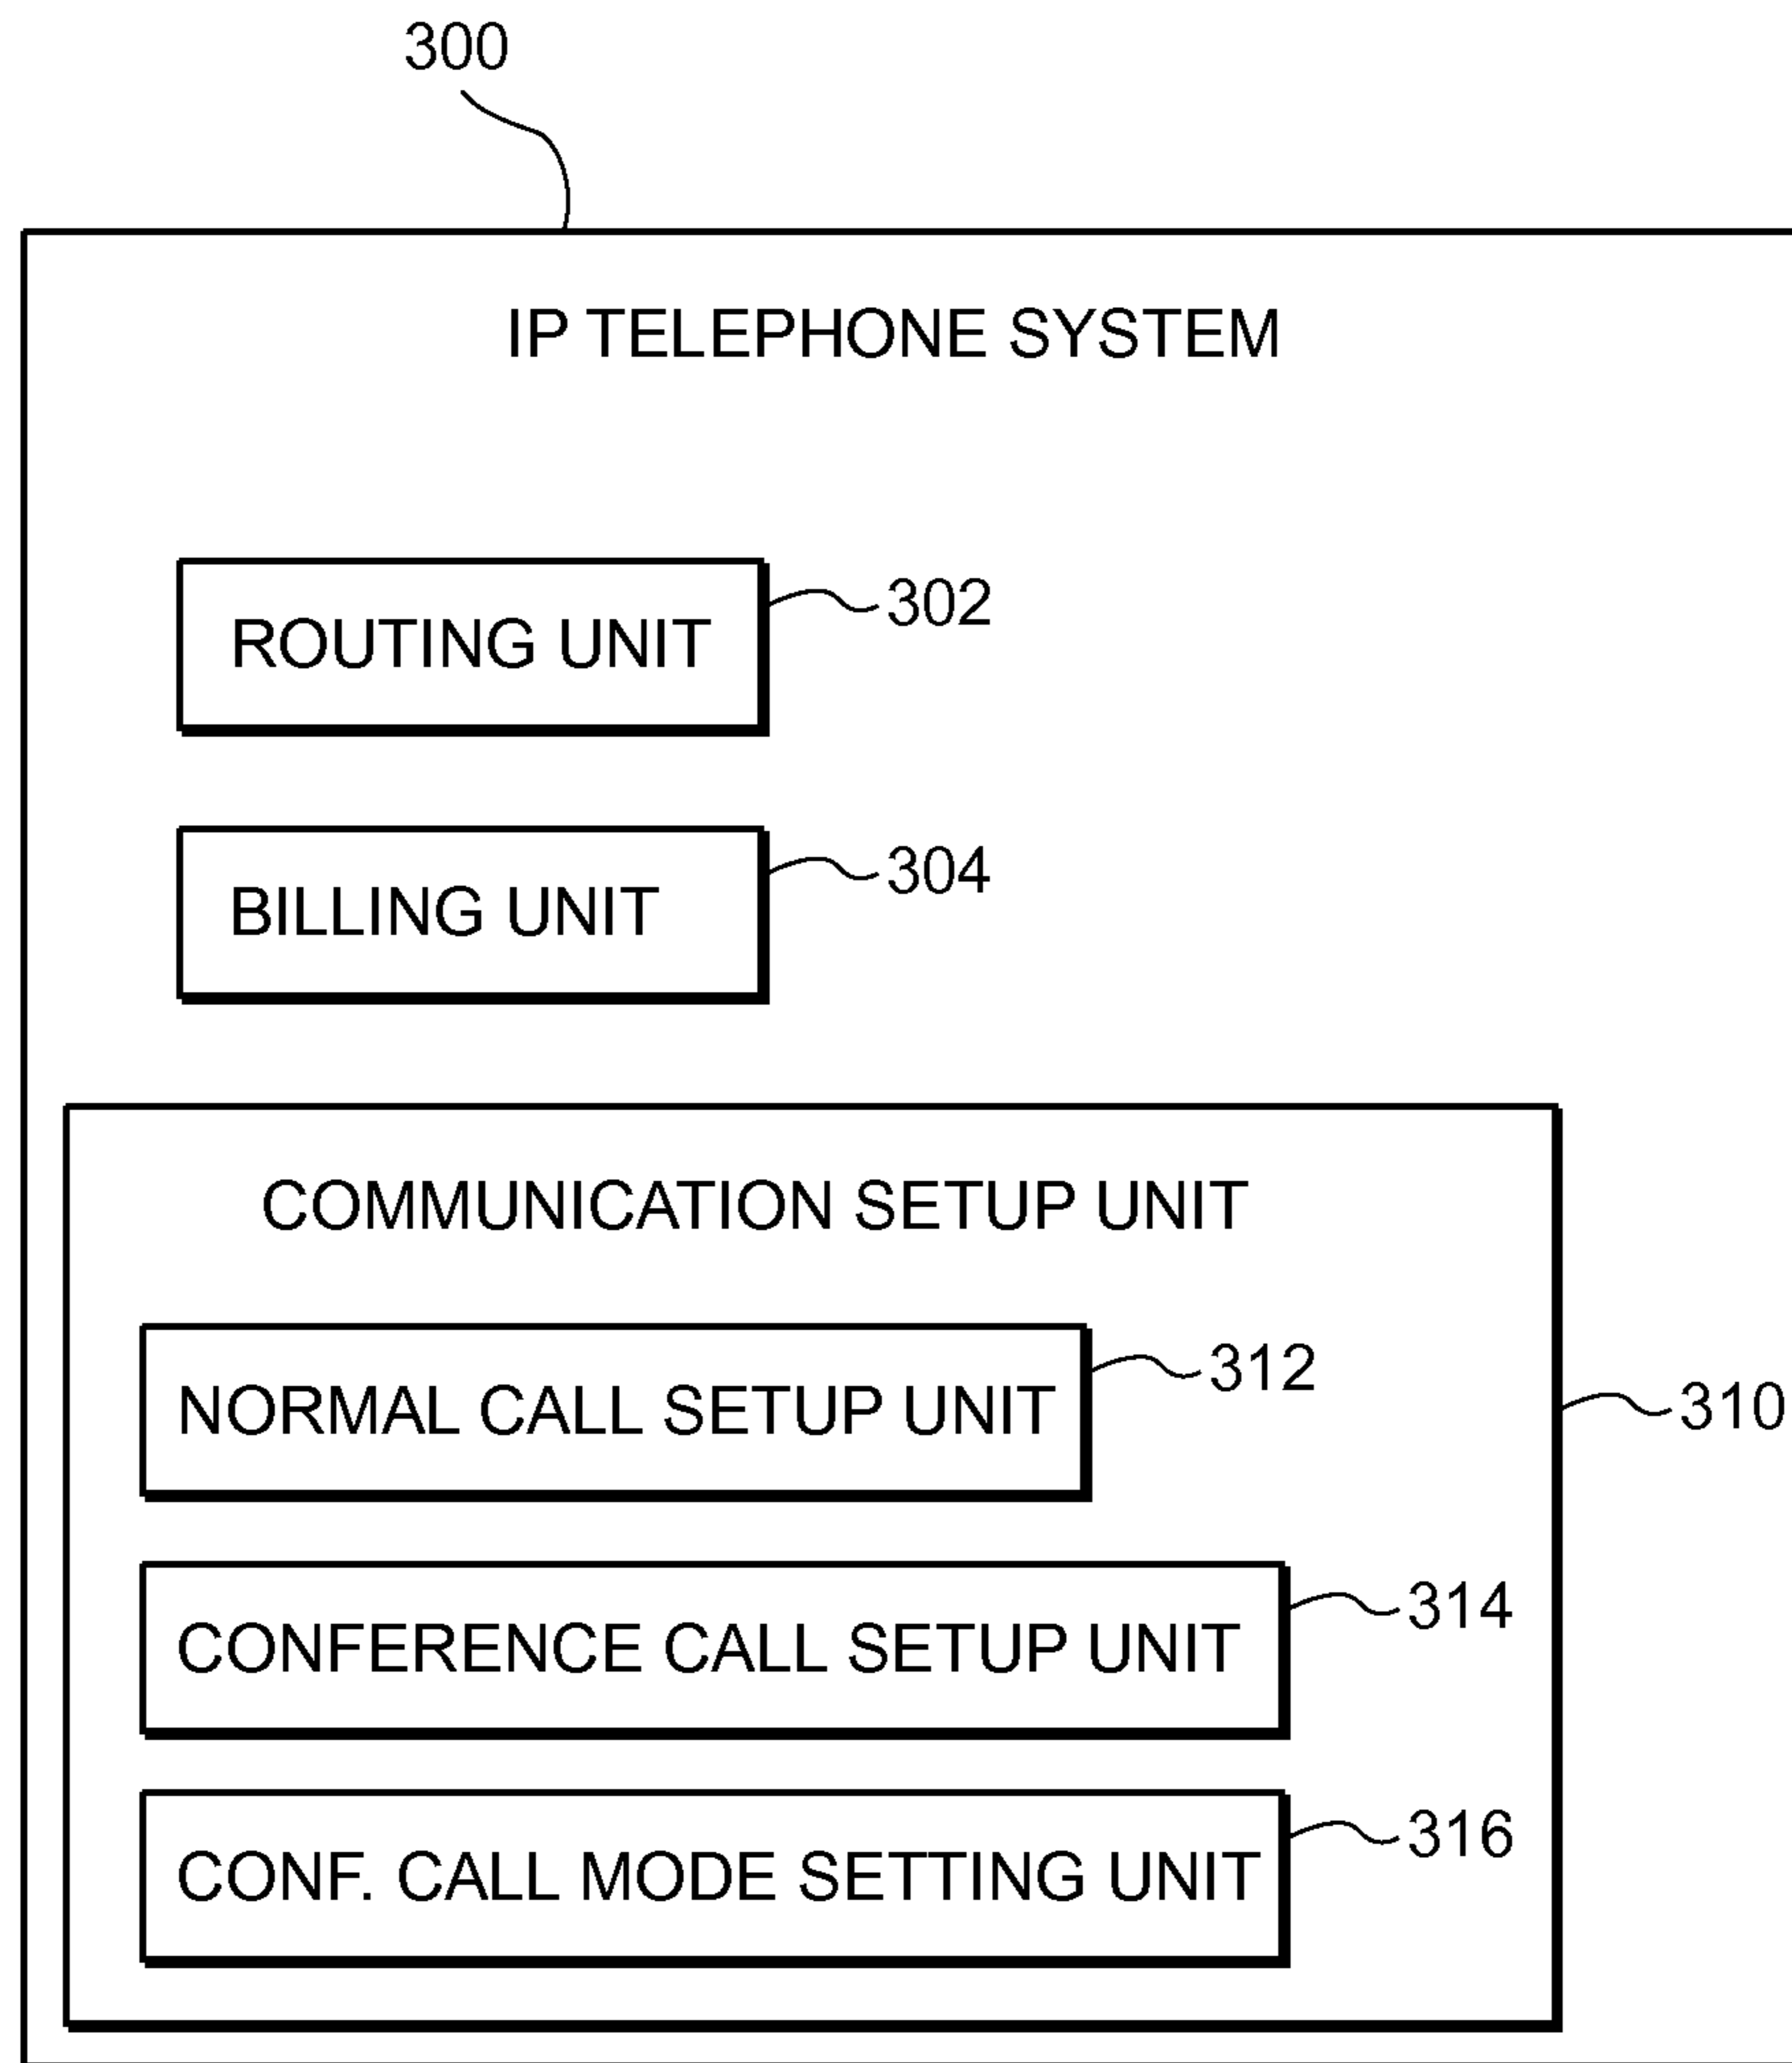 300
IP TELEPHONE SYSTEM
ROUTING UNIT
302
BILLING UNIT
304
COMMUNICATION SETUP UNIT
NORMAL CALL SETUP UNIT
312
310
CONFERENCE CALL SETUP UNIT
314
CONF. CALL MODE SETTING UNIT
316